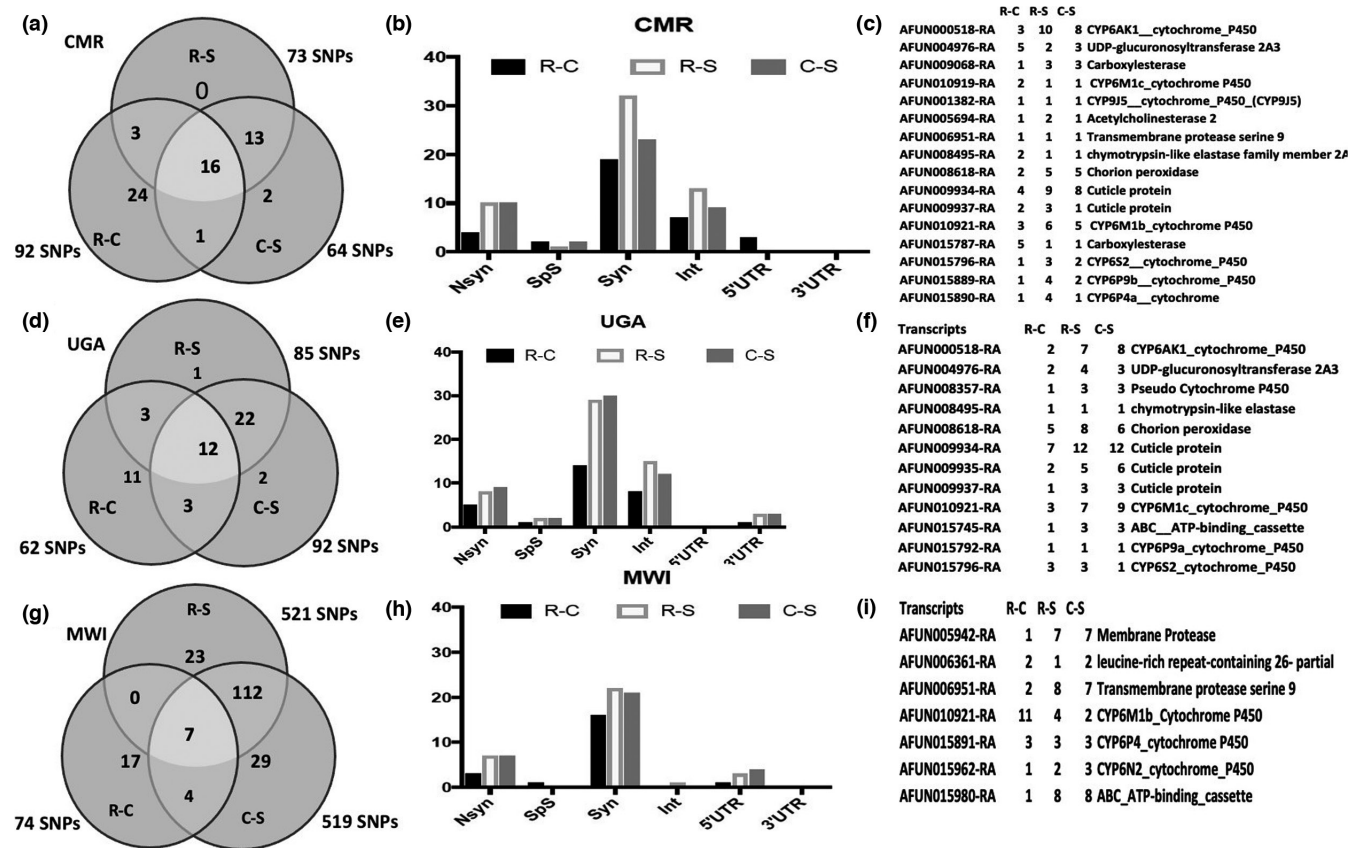 (a)
CMR
R-S
0
73 SNPs
3
13
16
24
2
R-C
1
C-S
92 SNPs
64 SNPs
(b)
CMR
R-C
R-S
C-S
40
30
20
10
0
Nsyn
SpS
Syn
Int
5'UTR
3'UTR
(c)
R-C R-S C-S
AFUN000518-RA 3 10 8 CYP6AK1__cytochrome_P450
AFUN004976-RA 5 2 3 UDP-glucuronosyltransferase 2A3
AFUN009068-RA 1 3 3 Carboxylesterase
AFUN010919-RA 2 1 1 CYP6M1c_cytochrome P450
AFUN001382-RA 1 1 1 CYP9J5__cytochrome_P450_(CYP9J5)
AFUN005694-RA 1 2 1 Acetylcholinesterase 2
AFUN006951-RA 1 1 1 Transmembrane protease serine 9
AFUN008495-RA 2 1 1 chymotrypsin-like elastase family member 2A
AFUN008618-RA 2 5 5 Chorion peroxidase
AFUN009934-RA 4 9 8 Cuticle protein
AFUN009937-RA 2 3 1 Cuticle protein
AFUN010921-RA 3 6 5 CYP6M1b_cytochrome P450
AFUN015787-RA 5 1 1 Carboxylesterase
AFUN015796-RA 1 3 2 CYP6S2__cytochrome_P450
AFUN015889-RA 1 4 2 CYP6P9b__cytochrome_P450
AFUN015890-RA 1 4 1 CYP6P4a__cytochrome
(d)
UGA
R-S
1
85 SNPs
3
22
12
11
2
R-C
3
C-S
62 SNPs
92 SNPs
(e)
UGA
R-C
R-S
C-S
40
30
20
10
0
Nsyn
SpS
Syn
Int
5'UTR
3'UTR
(f)
Transcripts R-C R-S C-S
AFUN000518-RA 2 7 8 CYP6AK1_cytochrome_P450
AFUN004976-RA 2 4 3 UDP-glucuronosyltransferase 2A3
AFUN008357-RA 1 3 3 Pseudo Cytochrome P450
AFUN008495-RA 1 1 1 chymotrypsin-like elastase
AFUN008618-RA 5 8 6 Chorion peroxidase
AFUN009934-RA 7 12 12 Cuticle protein
AFUN009935-RA 2 5 6 Cuticle protein
AFUN009937-RA 1 3 3 Cuticle protein
AFUN010921-RA 3 7 9 CYP6M1c_cytochrome_P450
AFUN015745-RA 1 3 3 ABC__ATP-binding_cassette
AFUN015792-RA 1 1 1 CYP6P9a_cytochrome_P450
AFUN015796-RA 3 3 1 CYP6S2_cytochrome_P450
(g)
MWI
R-S
23
521 SNPs
0
112
7
17
29
R-C
4
C-S
74 SNPs
519 SNPs
(h)
MWI
R-C
R-S
C-S
40
30
20
10
0
Nsyn
SpS
Syn
Int
5'UTR
3'UTR
(i)
Transcripts R-C R-S C-S
AFUN005942-RA 1 7 7 Membrane Protease
AFUN006361-RA 2 1 2 leucine-rich repeat-containing 26- partial
AFUN006951-RA 2 8 7 Transmembrane protease serine 9
AFUN010921-RA 11 4 2 CYP6M1b_Cytochrome P450
AFUN015891-RA 3 3 3 CYP6P4_cytochrome P450
AFUN015962-RA 1 2 3 CYP6N2_cytochrome_P450
AFUN015980-RA 1 8 8 ABC_ATP-binding_cassette